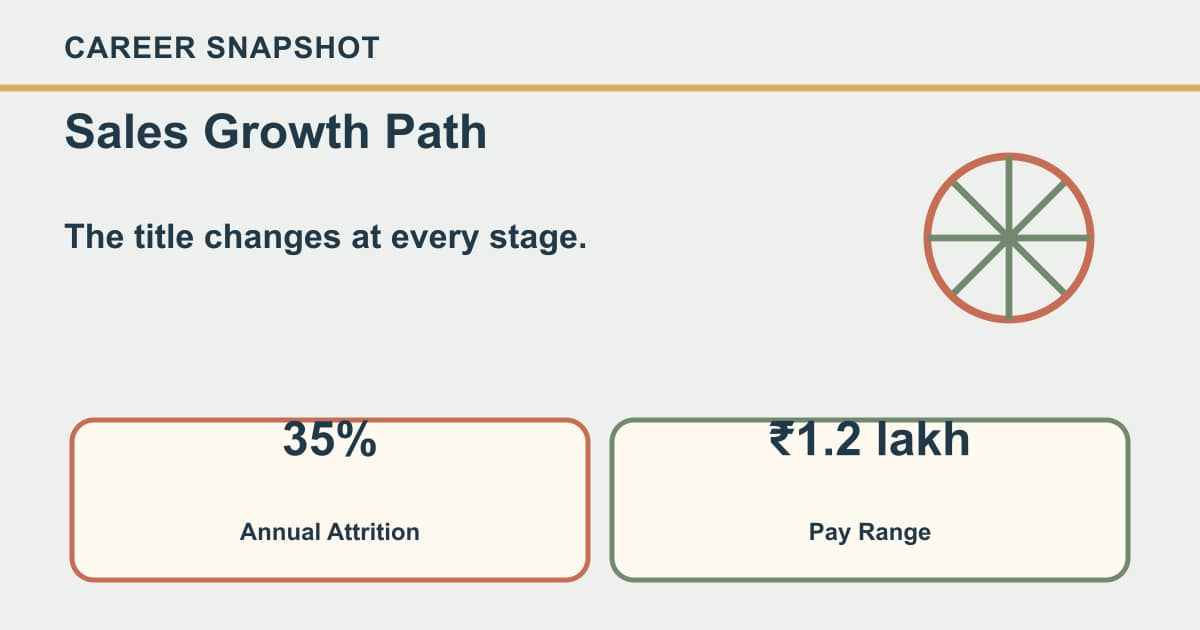 CAREER SNAPSHOT
Sales Growth Path
The title changes at every stage.
35%
Annual Attrition
₹1.2 lakh
Pay Range